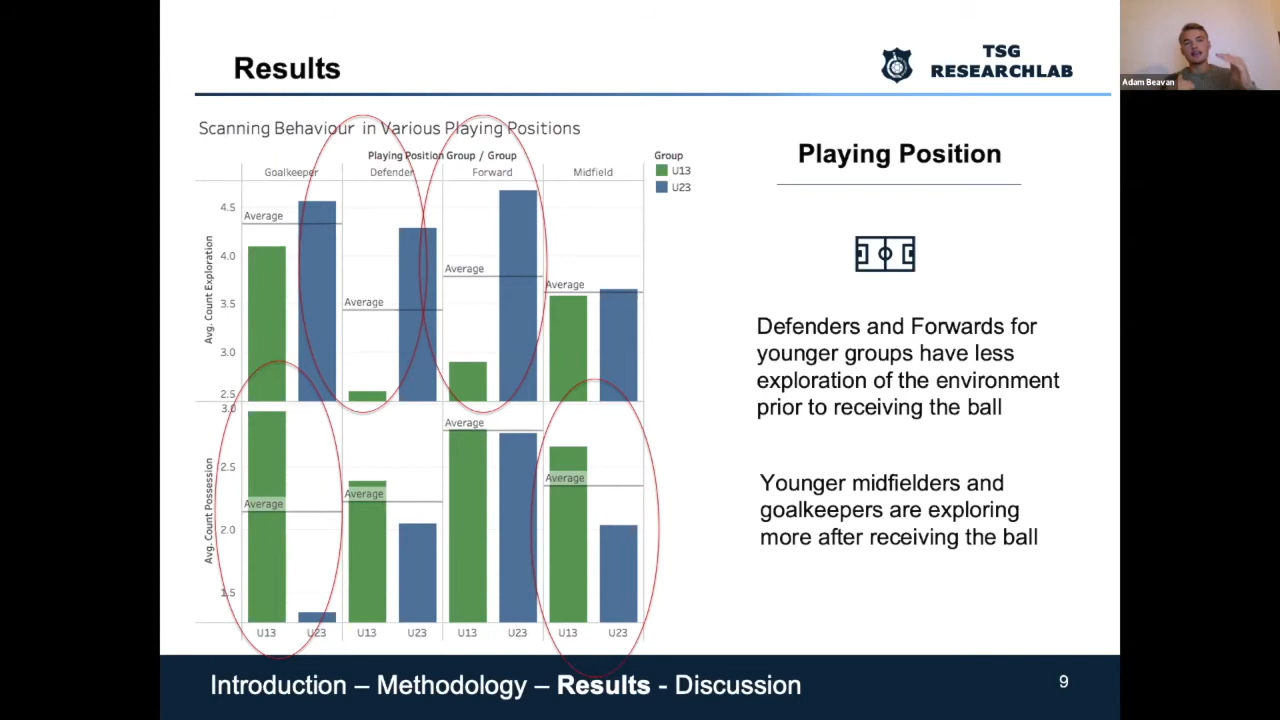 Results
TSG
RESEARCHLAB
Adam Beavan
Scanning Behaviour in Various Playing Positions
Playing Position Group / Group
Goalkeeper
Defender
Forward
Midfield
Group
U13
U23
Avg. Count Exploration
4.5
4.0
3.5
3.0
2.5
Average
Average
Average
Average
Avg. Count Possession
3.0
2.5
2.0
1.5
Average
Average
Average
Average
U13
U23
U13
U23
U13
U23
U13
U23
Playing Position
Defenders and Forwards for
younger groups have less
exploration of the environment
prior to receiving the ball
Younger midfielders and
goalkeepers are exploring
more after receiving the ball
Introduction – Methodology – Results - Discussion
9